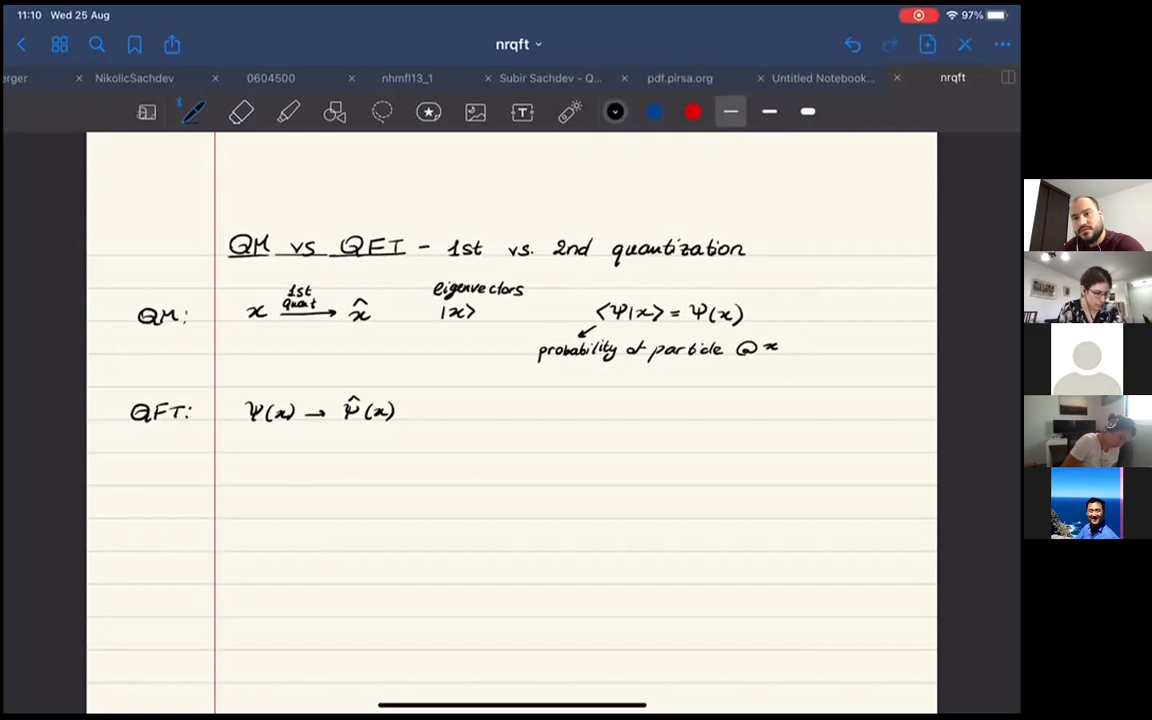 11:10 Wed 25 Aug
97%
nrqft
erger
NikolicSachdev
0604500
nhmfl13_1
Subir Sachdev - Q...
pdf.pirsa.org
Untitled Notebook...
nrqft
QM vs QFT - 1st vs. 2nd quantization
QM: x 1st quant → x̂ eigenvectors |x⟩ ⟨Ψ|x⟩ = Ψ(x)
probability of particle @ x
QFT: Ψ(x) → Ψ̂(x)